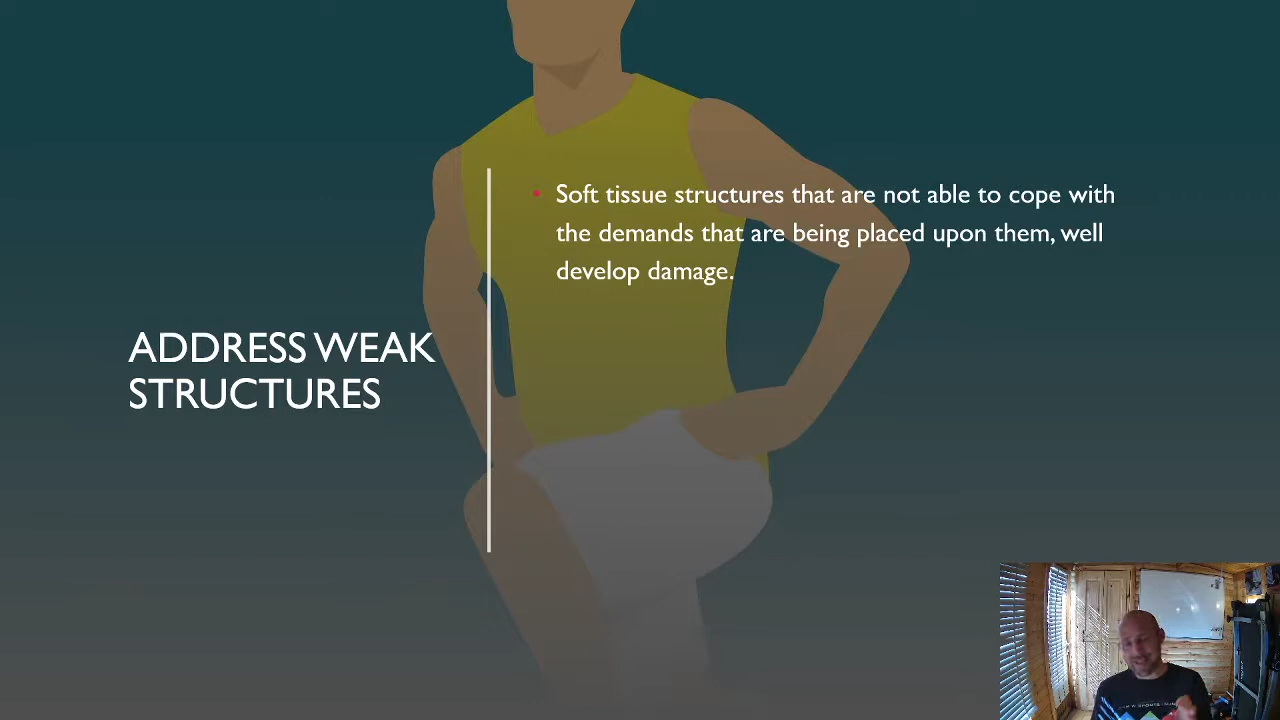 ADDRESS WEAK
STRUCTURES
• Soft tissue structures that are not able to cope with
the demands that are being placed upon them, well
develop damage.